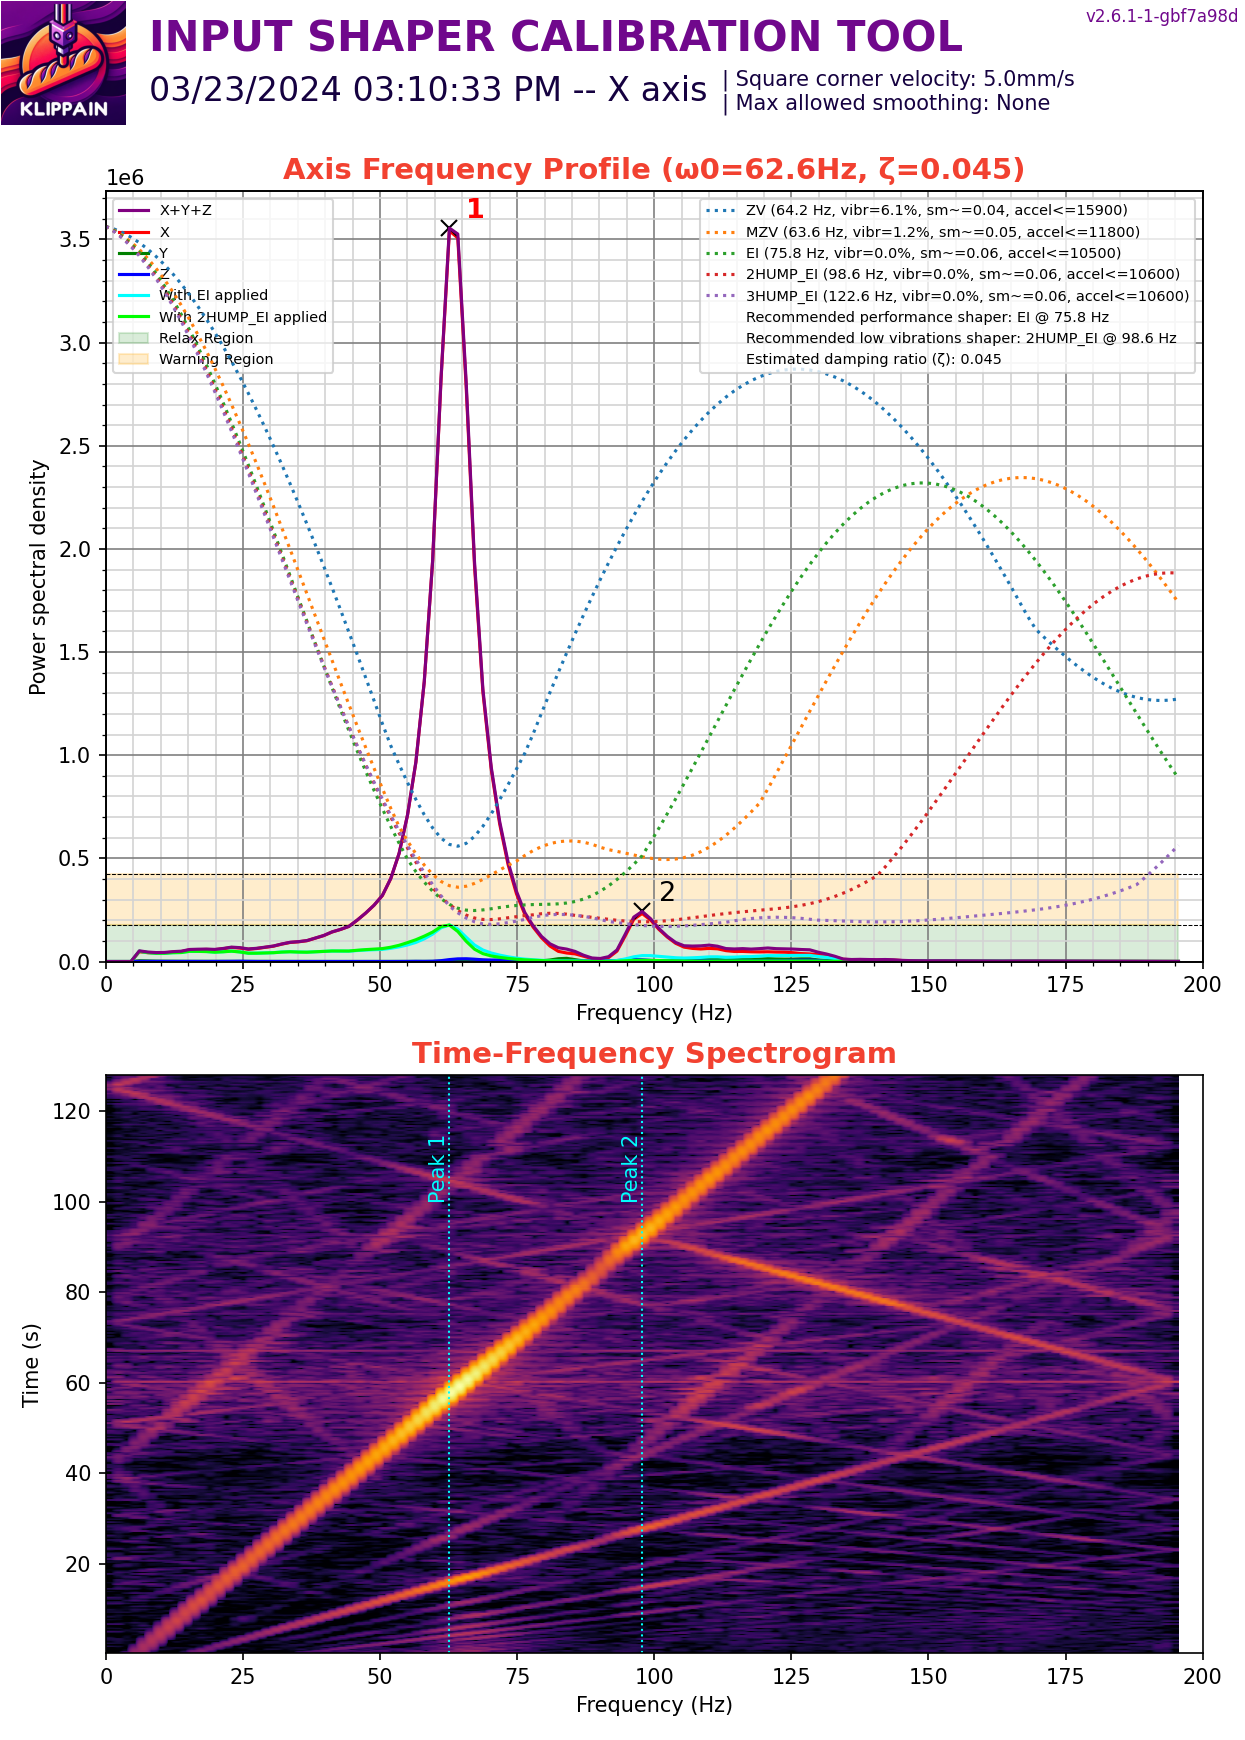 v2.6.1-1-gbf7a98d
INPUT SHAPER CALIBRATION TOOL
03/23/2024 03:10:33 PM -- X axis
| Square corner velocity: 5.0mm/s
| Max allowed smoothing: None
KLIPPAIN
Axis Frequency Profile (ω0=62.6Hz, ζ=0.045)
1e6
X+Y+Z
X
Y
Z
With EI applied
With 2HUMP_EI applied
Relax Region
Warning Region
1
ZV (64.2 Hz, vibr=6.1%, sm~=0.04, accel<=15900)
MZV (63.6 Hz, vibr=1.2%, sm~=0.05, accel<=11800)
EI (75.8 Hz, vibr=0.0%, sm~=0.06, accel<=10500)
2HUMP_EI (98.6 Hz, vibr=0.0%, sm~=0.06, accel<=10600)
3HUMP_EI (122.6 Hz, vibr=0.0%, sm~=0.06, accel<=10600)
Recommended performance shaper: EI @ 75.8 Hz
Recommended low vibrations shaper: 2HUMP_EI @ 98.6 Hz
Estimated damping ratio (ζ): 0.045
2
Power spectral density
3.5
3.0
2.5
2.0
1.5
1.0
0.5
0.0
0 25 50 75 100 125 150 175 200
Frequency (Hz)
Time-Frequency Spectrogram
Peak 1
Peak 2
Time (s)
120
100
80
60
40
20
0 25 50 75 100 125 150 175 200
Frequency (Hz)